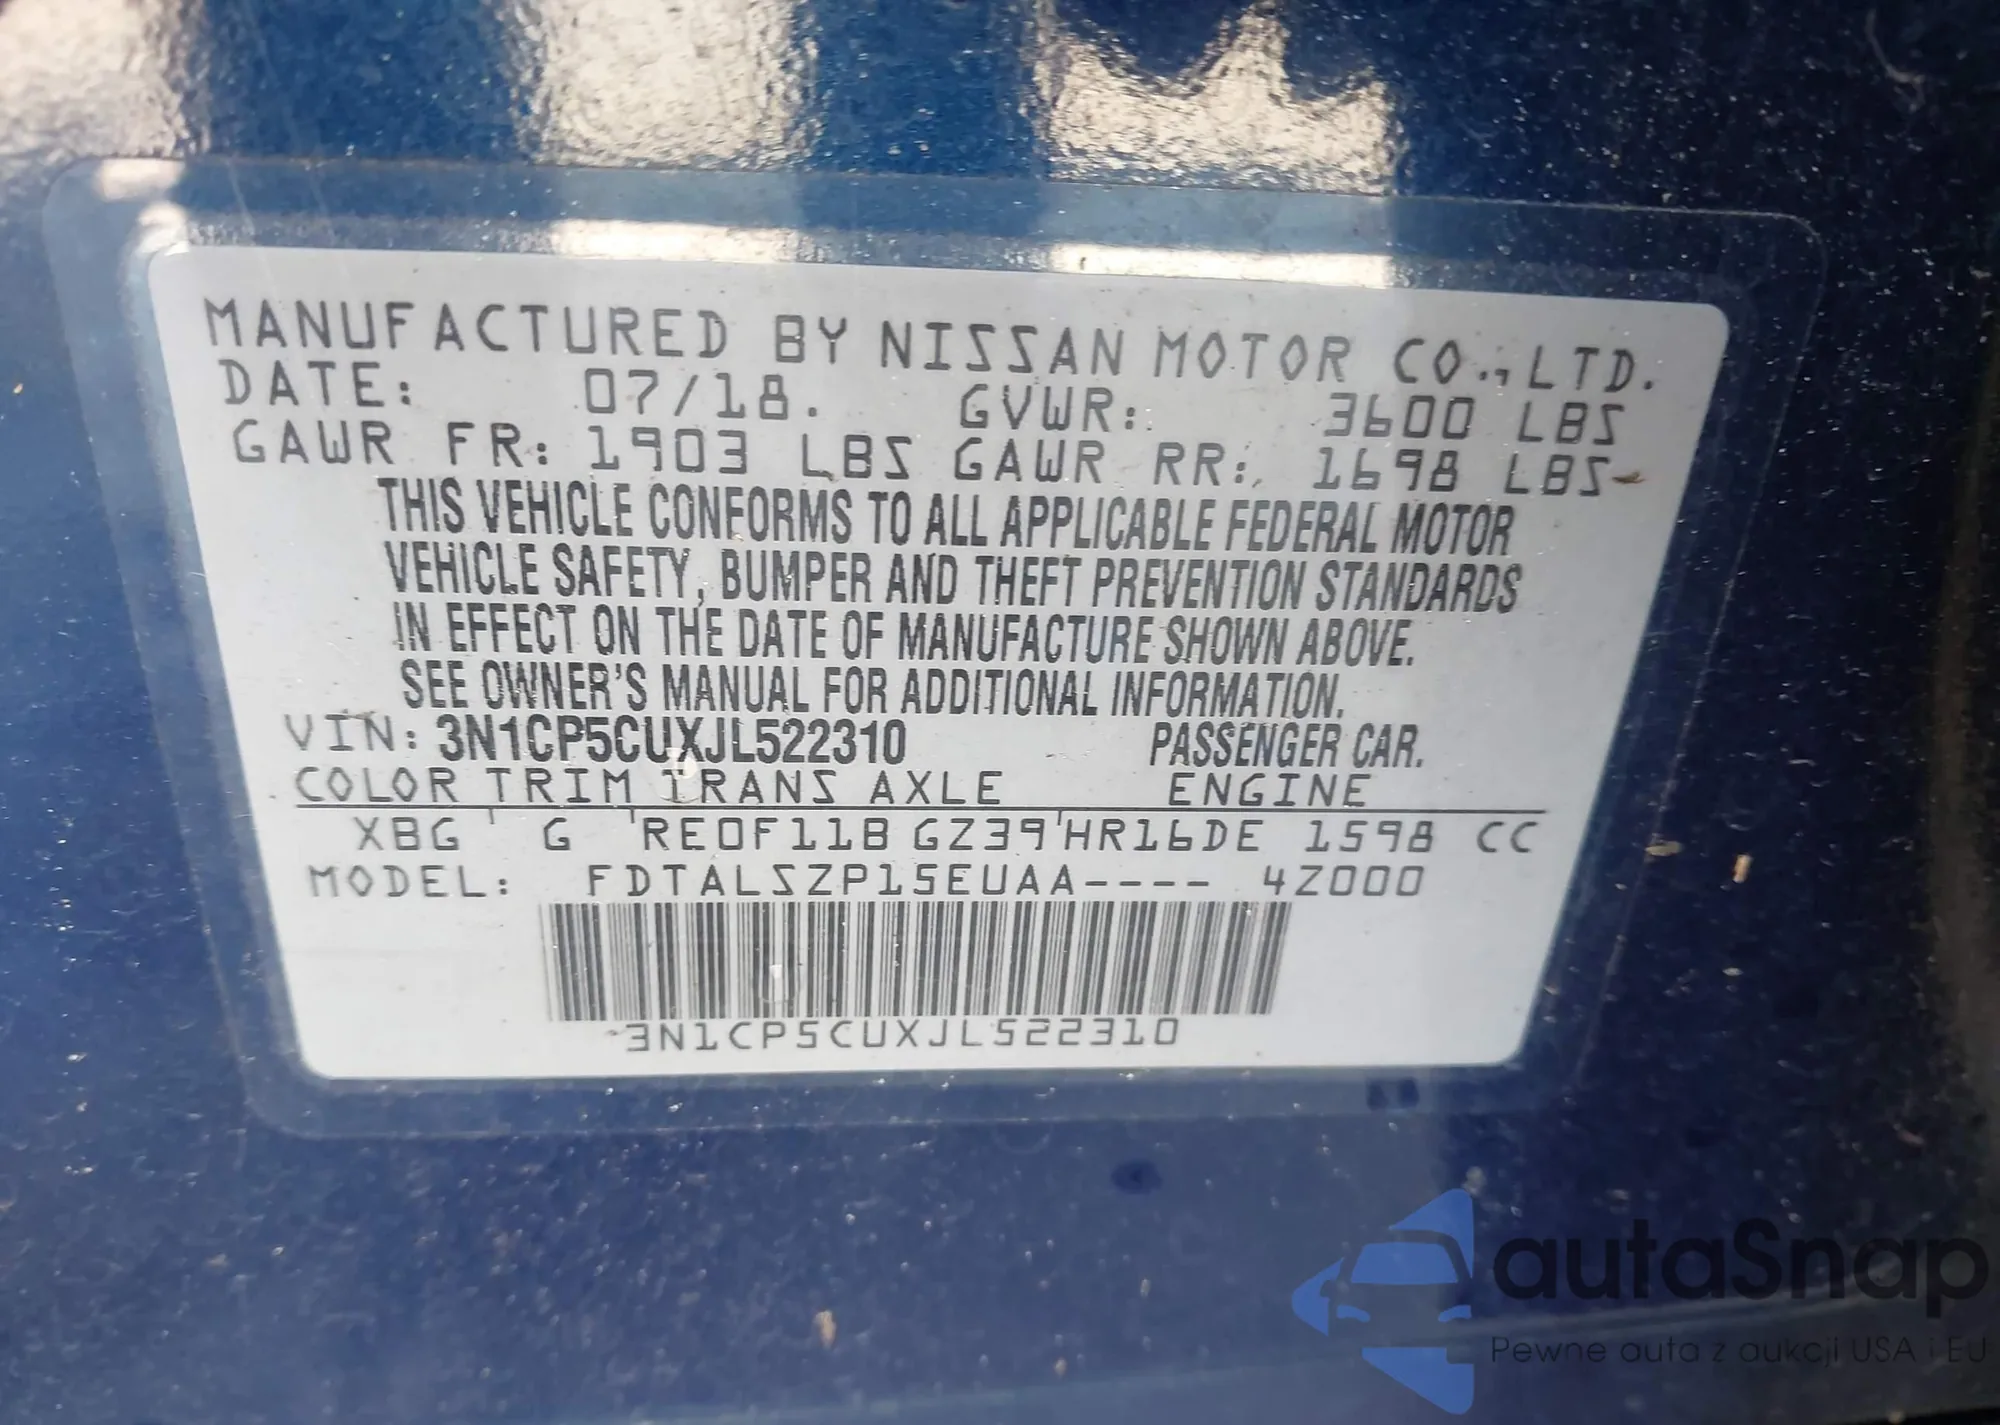 MANUFACTURED BY NISSAN MOTOR CO., LTD.
DATE: 07/18. GVWR: 3600 LBS
GAWR FR: 1903 LBS GAWR RR: 1698 LBS
THIS VEHICLE CONFORMS TO ALL APPLICABLE FEDERAL MOTOR
VEHICLE SAFETY, BUMPER AND THEFT PREVENTION STANDARDS
IN EFFECT ON THE DATE OF MANUFACTURE SHOWN ABOVE.
SEE OWNER'S MANUAL FOR ADDITIONAL INFORMATION.
VIN: 3N1CP5CUXJL522310 PASSENGER CAR.
COLOR TRIM TRANS AXLE ENGINE
XBG G RE0F11B GZ39 HR16DE 1598 CC
MODEL: FDTALSZP15EUAA---- 4Z000
3N1CP5CUXJL522310
autaSnap
Pewne auta z aukcji USA i EU